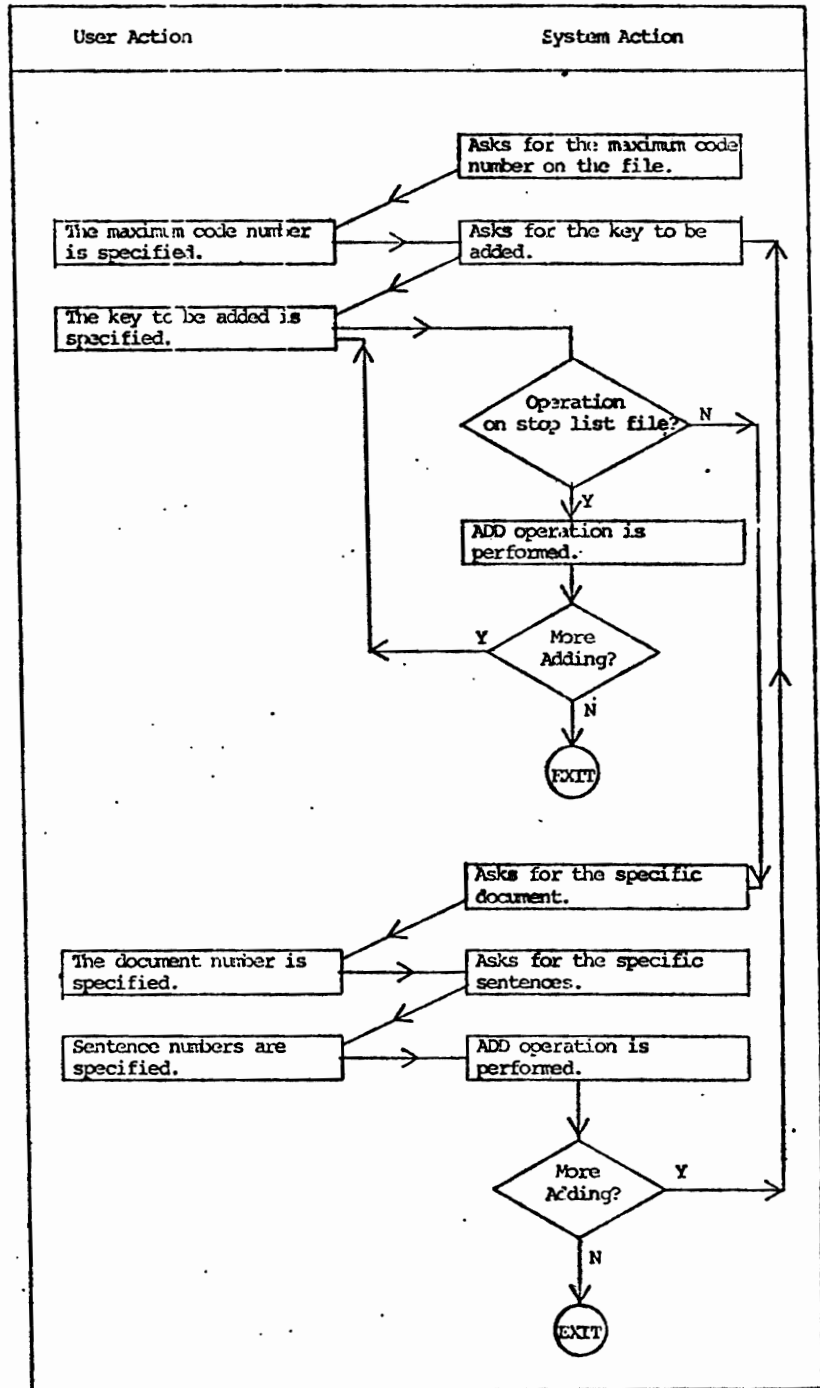 User Action
System Action
Asks for the maximum code
number on the file.
The maximum code number
is specified.
Asks for the key to be
added.
The key to be added is
specified.
Operation
on stop list file?
N
Y
ADD operation is
performed.
More
Adding?
Y
N
EXIT
Asks for the specific
document.
The document number is
specified.
Asks for the specific
sentences.
Sentence numbers are
specified.
ADD operation is
performed.
More
Adding?
Y
N
EXIT